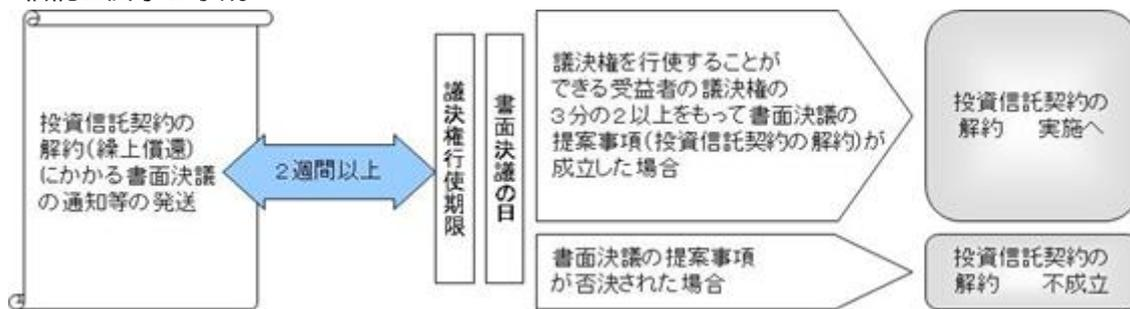 投資信託契約の
解約(繰上償還)
にかかる書面決議
の通知等の発送
2週間以上
議決権行使期限
書面決議の日
議決権を行使することが
できる受益者の議決権の
3分の2以上をもって書面決議の
提案事項(投資信託契約の解約)が
成立した場合
投資信託契約の
解約　実施へ
書面決議の提案事項
が否決された場合
投資信託契約の
解約　不成立